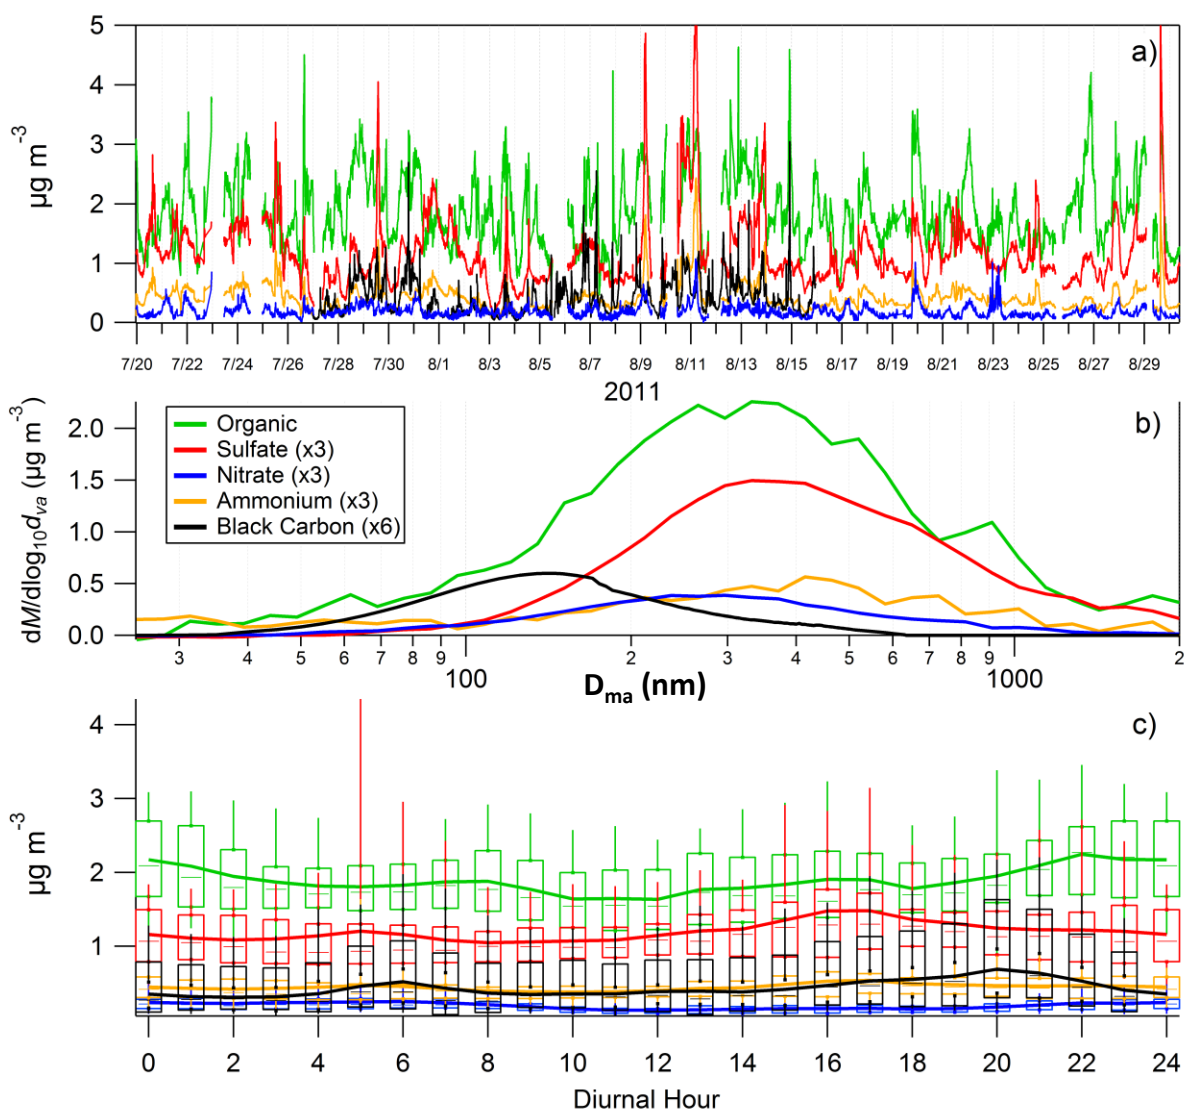 a)
µg m⁻³
5
4
3
2
1
0
7/20 7/22 7/24 7/26 7/28 7/30 8/1 8/3 8/5 8/7 8/9 8/11 8/13 8/15 8/17 8/19 8/21 8/23 8/25 8/27 8/29
2011
b)
dM/dlog₁₀dᵥₐ (µg m⁻³)
2.0
1.5
1.0
0.5
0.0
Organic
Sulfate (x3)
Nitrate (x3)
Ammonium (x3)
Black Carbon (x6)
3 4 5 6 7 8 9 2 3 4 5 6 7 8 9 2
100 1000
Dₘₐ (nm)
c)
µg m⁻³
4
3
2
1
0 2 4 6 8 10 12 14 16 18 20 22 24
Diurnal Hour